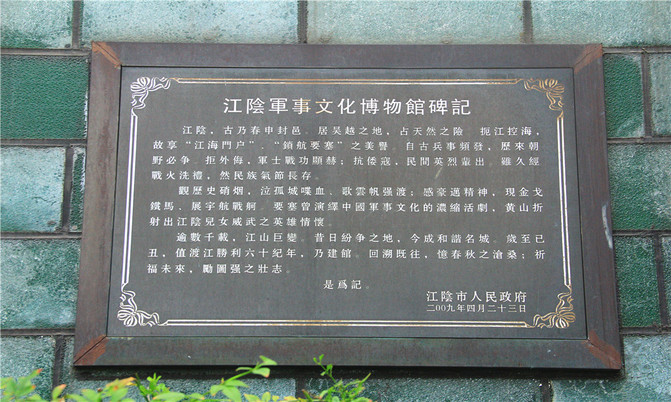 江陰軍事文化博物館碑記
江陰，古乃春申封邑。居吴越之地，占天然之險。扼江控海，
故享“江海門户”、“鎖航要塞”之美譽。自古兵事頻發，歷來朝
野必争。拒外侮，軍士戰功顯赫；抗倭寇，民間英烈輩出。雖久經
戰火洗禮，然民族氣節長存。
觀歷史硝烟，泣孤城喋血，歌雲帆强渡；感豪邁精神，現金戈
鐵馬，展宇航戰舸。要塞曾演繹中國軍事文化的濃缩活劇，黄山折
射出江陰兒女威武之英雄情懷。
逾數千載，江山巨變。昔日紛争之地，今成和諧名城。歲至己
丑，值渡江勝利六十紀年，乃建館。回溯既往，憶春秋之滄桑；祈
福未來，勵圖强之壯志。
是爲記。
江陰市人民政府
二00九年四月二十三日